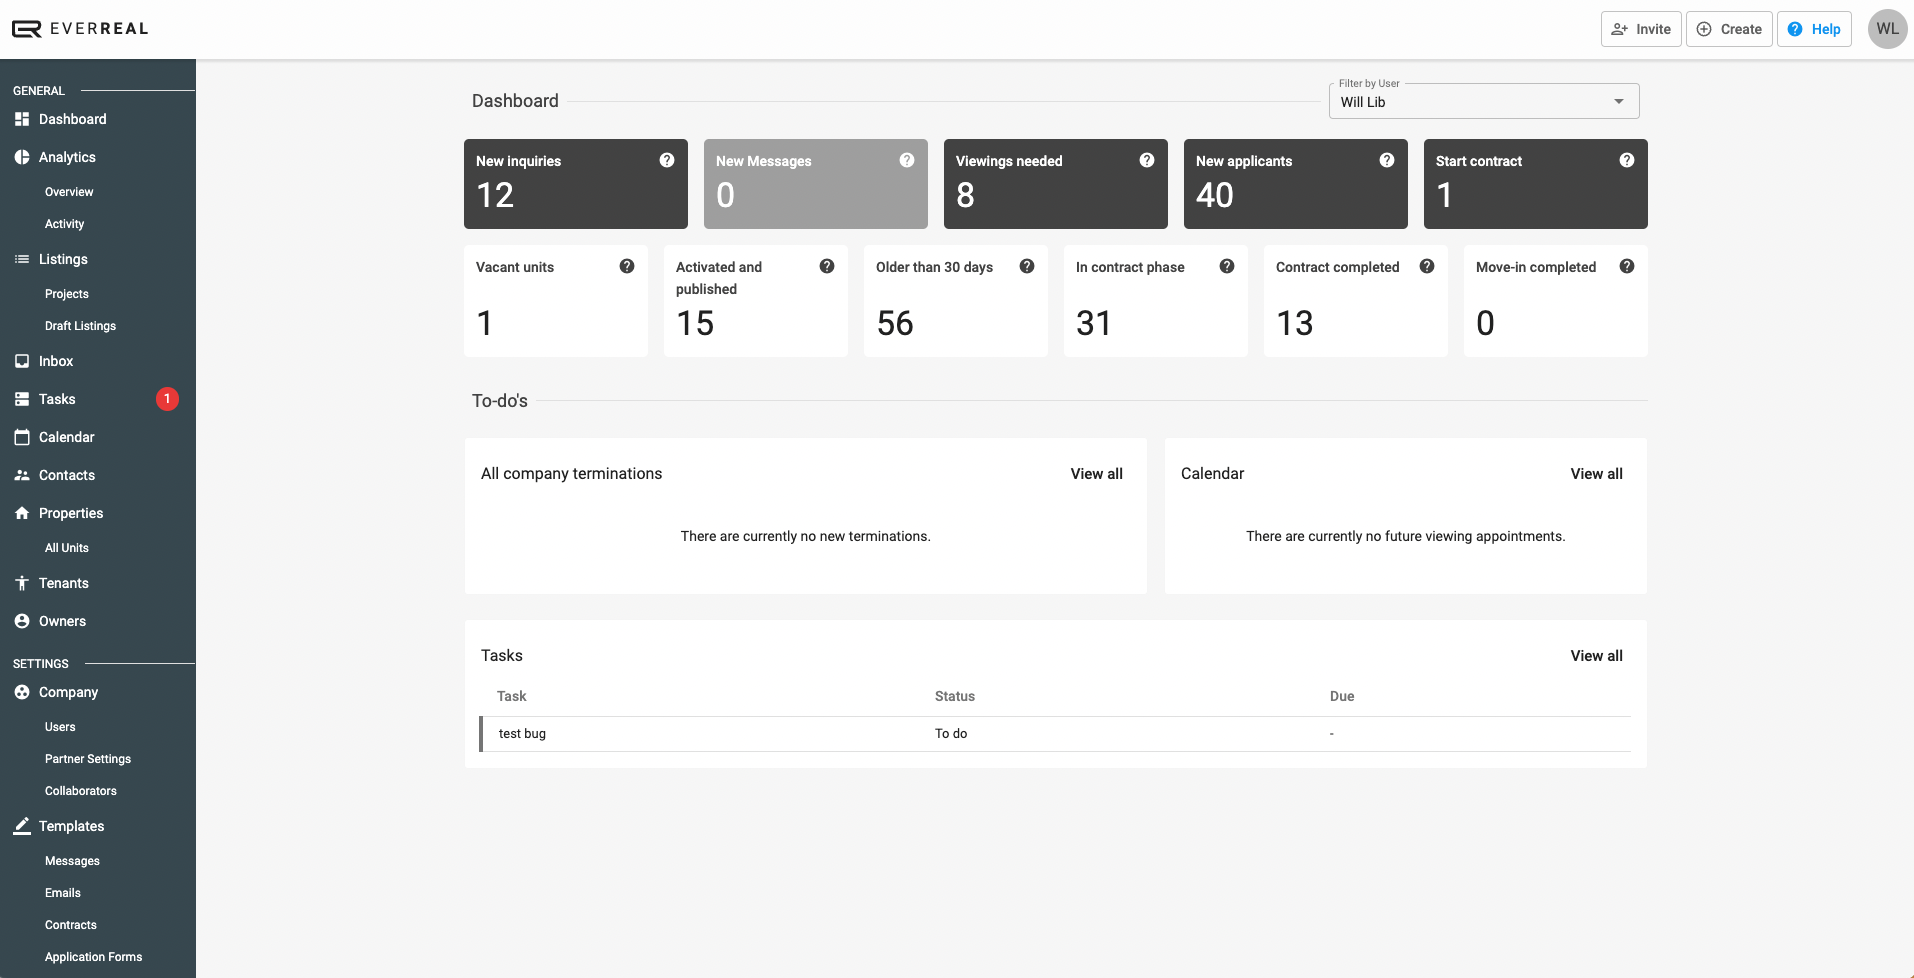 EVERREAL
Invite
Create
Help
WL
GENERAL
Dashboard
Analytics
Overview
Activity
Listings
Projects
Draft Listings
Inbox
Tasks
1
Calendar
Contacts
Properties
All Units
Tenants
Owners
SETTINGS
Company
Users
Partner Settings
Collaborators
Templates
Messages
Emails
Contracts
Application Forms
Dashboard
Filter by User
Will Lib
New inquiries
12
New Messages
0
Viewings needed
8
New applicants
40
Start contract
1
Vacant units
1
Activated and
published
15
Older than 30 days
56
In contract phase
31
Contract completed
13
Move-in completed
0
To-do's
All company terminations
View all
There are currently no new terminations.
Calendar
View all
There are currently no future viewing appointments.
Tasks
View all
Task Status Due
test bug To do -